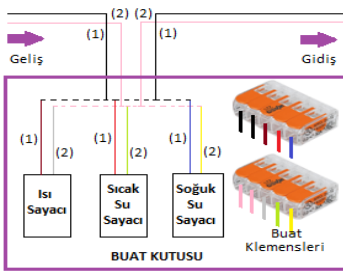 (2) (2)
(1) (1)
Geliş
Gidiş
(1) (2) (1) (2) (1) (2)
Isı
Sayacı
Sıcak
Su
Sayacı
Soğuk
Su
Sayacı
Buat
Klemensleri
BUAT KUTUSU